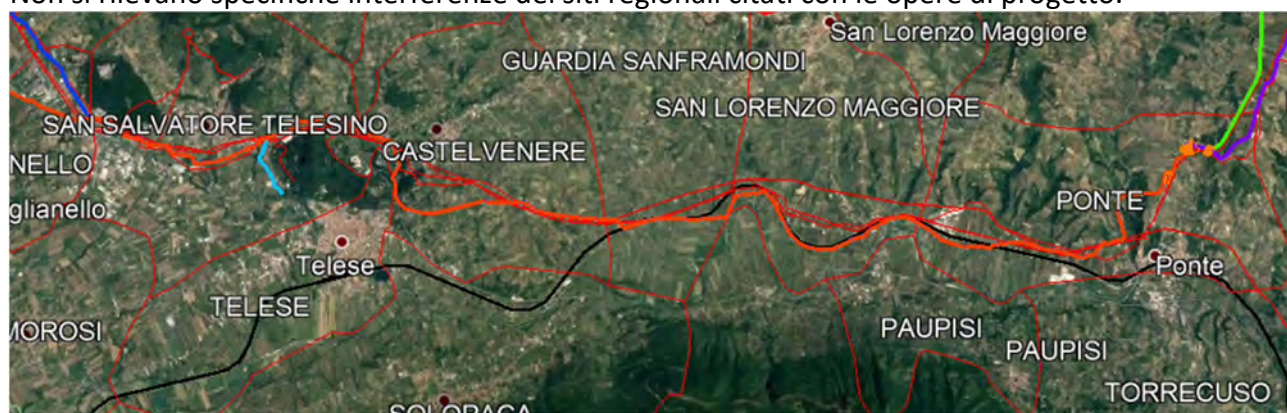 Non si rilevano specifiche interferenze dei siti regionali citati con le opere di progetto.
San Lorenzo Maggiore
GUARDIA SANFRAMONDI
SAN LORENZO MAGGIORE
SAN SALVATORE TELESINO
CASTELVENERE
NELLO
PONTE
glianello
Telese
Ponte
TELESE
MOROSI
PAUPISI
PAUPISI
TORRECUSO
SOLOPACA